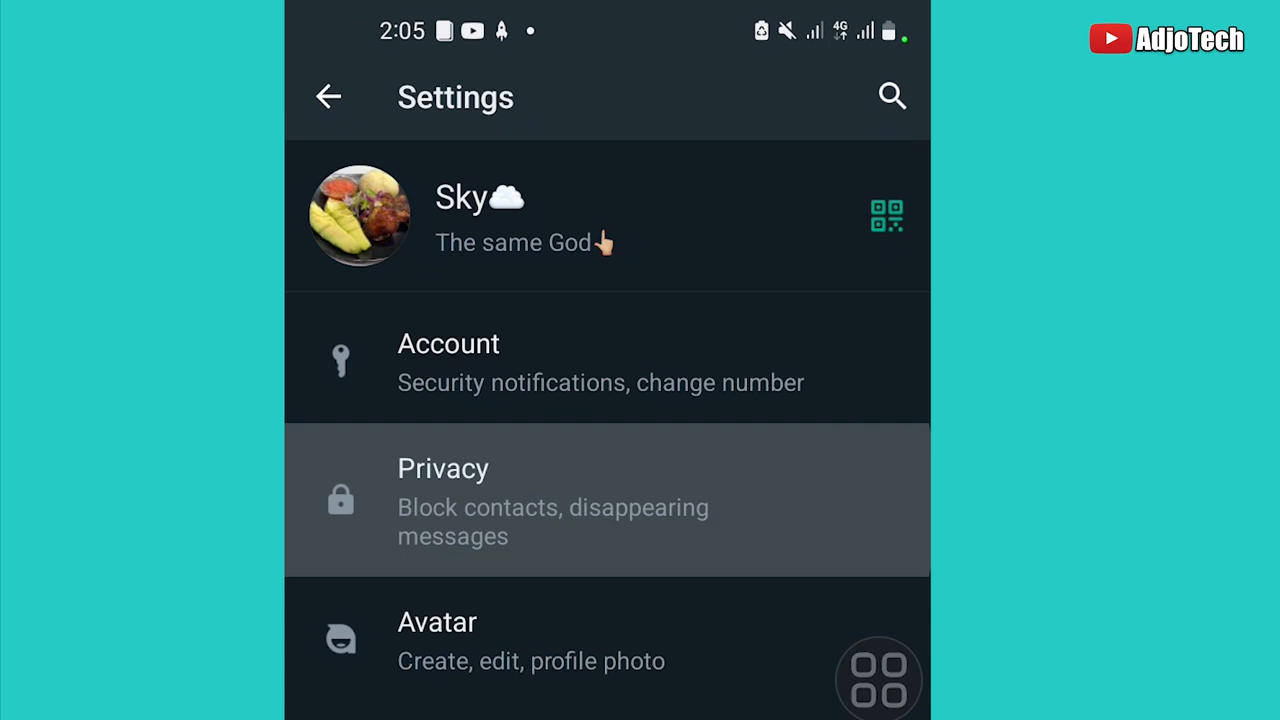 2:05
4G
AdjoTech
Settings
Sky☁️
The same God👆🏼
Account
Security notifications, change number
Privacy
Block contacts, disappearing
messages
Avatar
Create, edit, profile photo